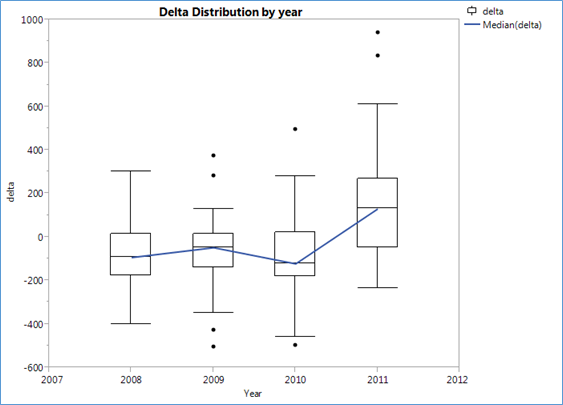 Delta Distribution by year
delta
Median(delta)
1000
800
600
400
200
0
-200
-400
-600
delta
2007 2008 2009 2010 2011 2012
Year